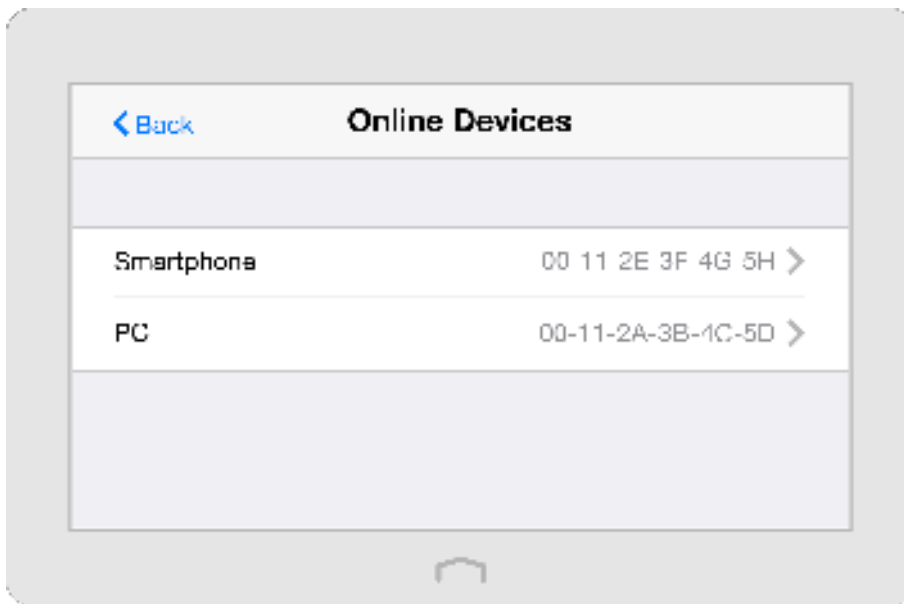 Back
Online Devices
Smartphone 00-11-2E-3F-4G-5H
PC 00-11-2A-3B-4C-5D